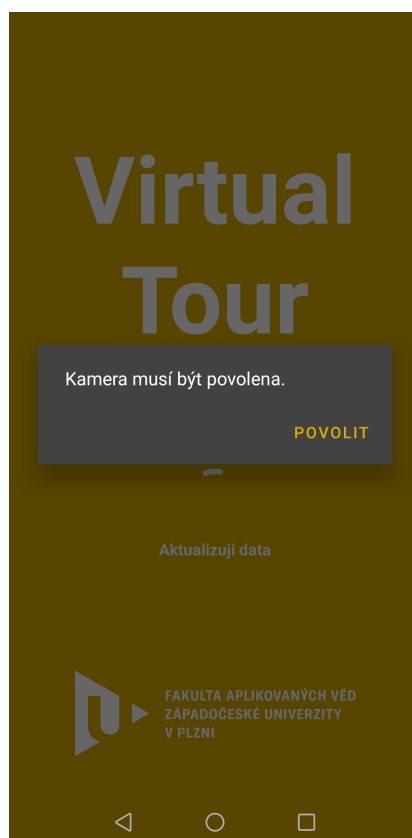 Virtual
Tour
Kamera musí být povolena.
POVOLIT
Aktualizuji data
FAKULTA APLIKOVANÝCH VĚD
ZÁPADOČESKÉ UNIVERZITY
V PLZNI